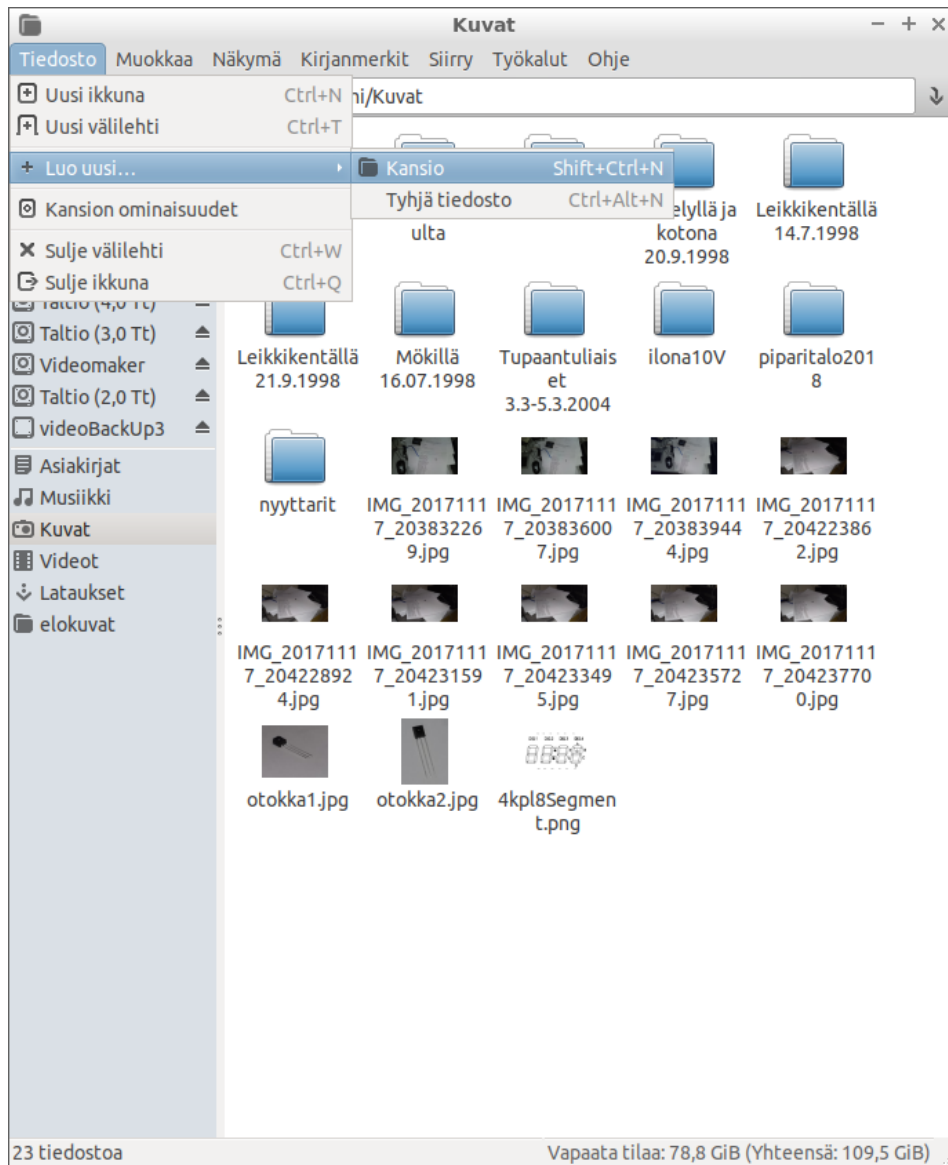 Kuvat
Tiedosto Muokkaa Näkymä Kirjanmerkit Siirry Työkalut Ohje
Uusi ikkuna Ctrl+N
Uusi välilehti Ctrl+T
Luo uusi...
Kansion ominaisuudet
Sulje välilehti Ctrl+W
Sulje ikkuna Ctrl+Q
/Kuvat
Kansio Shift+Ctrl+N
Tyhjä tiedosto Ctrl+Alt+N
Taltio (4,0 Tt)
Taltio (3,0 Tt)
Videomaker
Taltio (2,0 Tt)
videoBackUp3
Asiakirjat
Musiikki
Kuvat
Videot
Lataukset
elokuvat
ulta
ja
kotona
20.9.1998
Leikkikentällä
14.7.1998
Leikkikentällä
21.9.1998
Mökillä
16.07.1998
Tupaantuliais
et
3.3-5.3.2004
ilona10V
piparitalo201
8
nyyttarit
IMG_2017111
7_20383226
9.jpg
IMG_2017111
7_20383600
7.jpg
IMG_2017111
7_20383944
4.jpg
IMG_2017111
7_20422386
2.jpg
IMG_2017111
7_20422892
4.jpg
IMG_2017111
7_20423159
1.jpg
IMG_2017111
7_20423349
5.jpg
IMG_2017111
7_20423572
7.jpg
IMG_2017111
7_20423770
0.jpg
otokka1.jpg
otokka2.jpg
4kpl8Segmen
t.png
23 tiedostoa
Vapaata tilaa: 78,8 GiB (Yhteensä: 109,5 GiB)